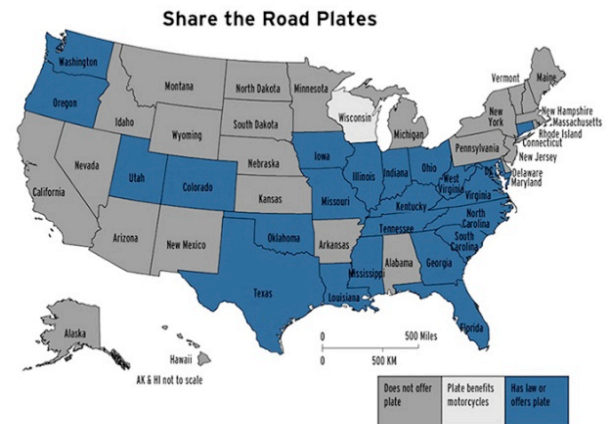 Share the Road Plates
Washington
Oregon
Montana
North Dakota
Minnesota
Vermont
Maine
Idaho
Wyoming
South Dakota
Wisconsin
Michigan
New
York
New Hampshire
Massachusetts
Rhode Island
Connecticut
Nevada
Utah
Colorado
Nebraska
Iowa
Illinois
Indiana
Ohio
Pennsylvania
New Jersey
California
Kansas
Missouri
West
Virginia
Virginia
Delaware
Maryland
DC
Kentucky
Arizona
New Mexico
Oklahoma
Arkansas
Tennessee
North
Carolina
South
Carolina
Texas
Louisiana
Mississippi
Alabama
Georgia
Florida
Alaska
Hawaii
AK & HI not to scale
0 500 Miles
0 500 KM
Does not offer
plate
Plate benefits
motorcycles
Has law or
offers plate